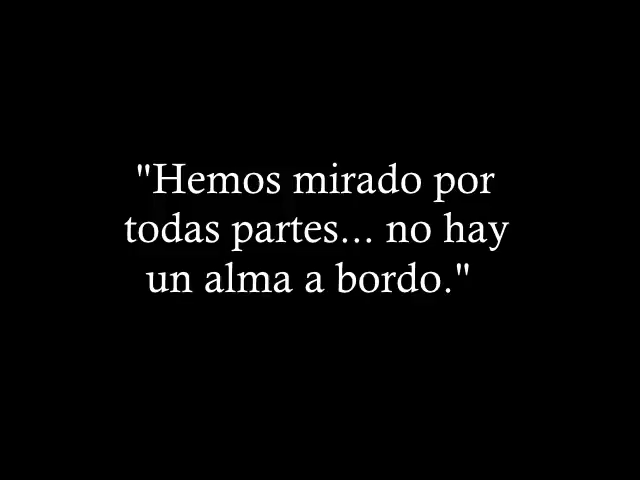 "Hemos mirado por
todas partes... no hay
un alma a bordo."